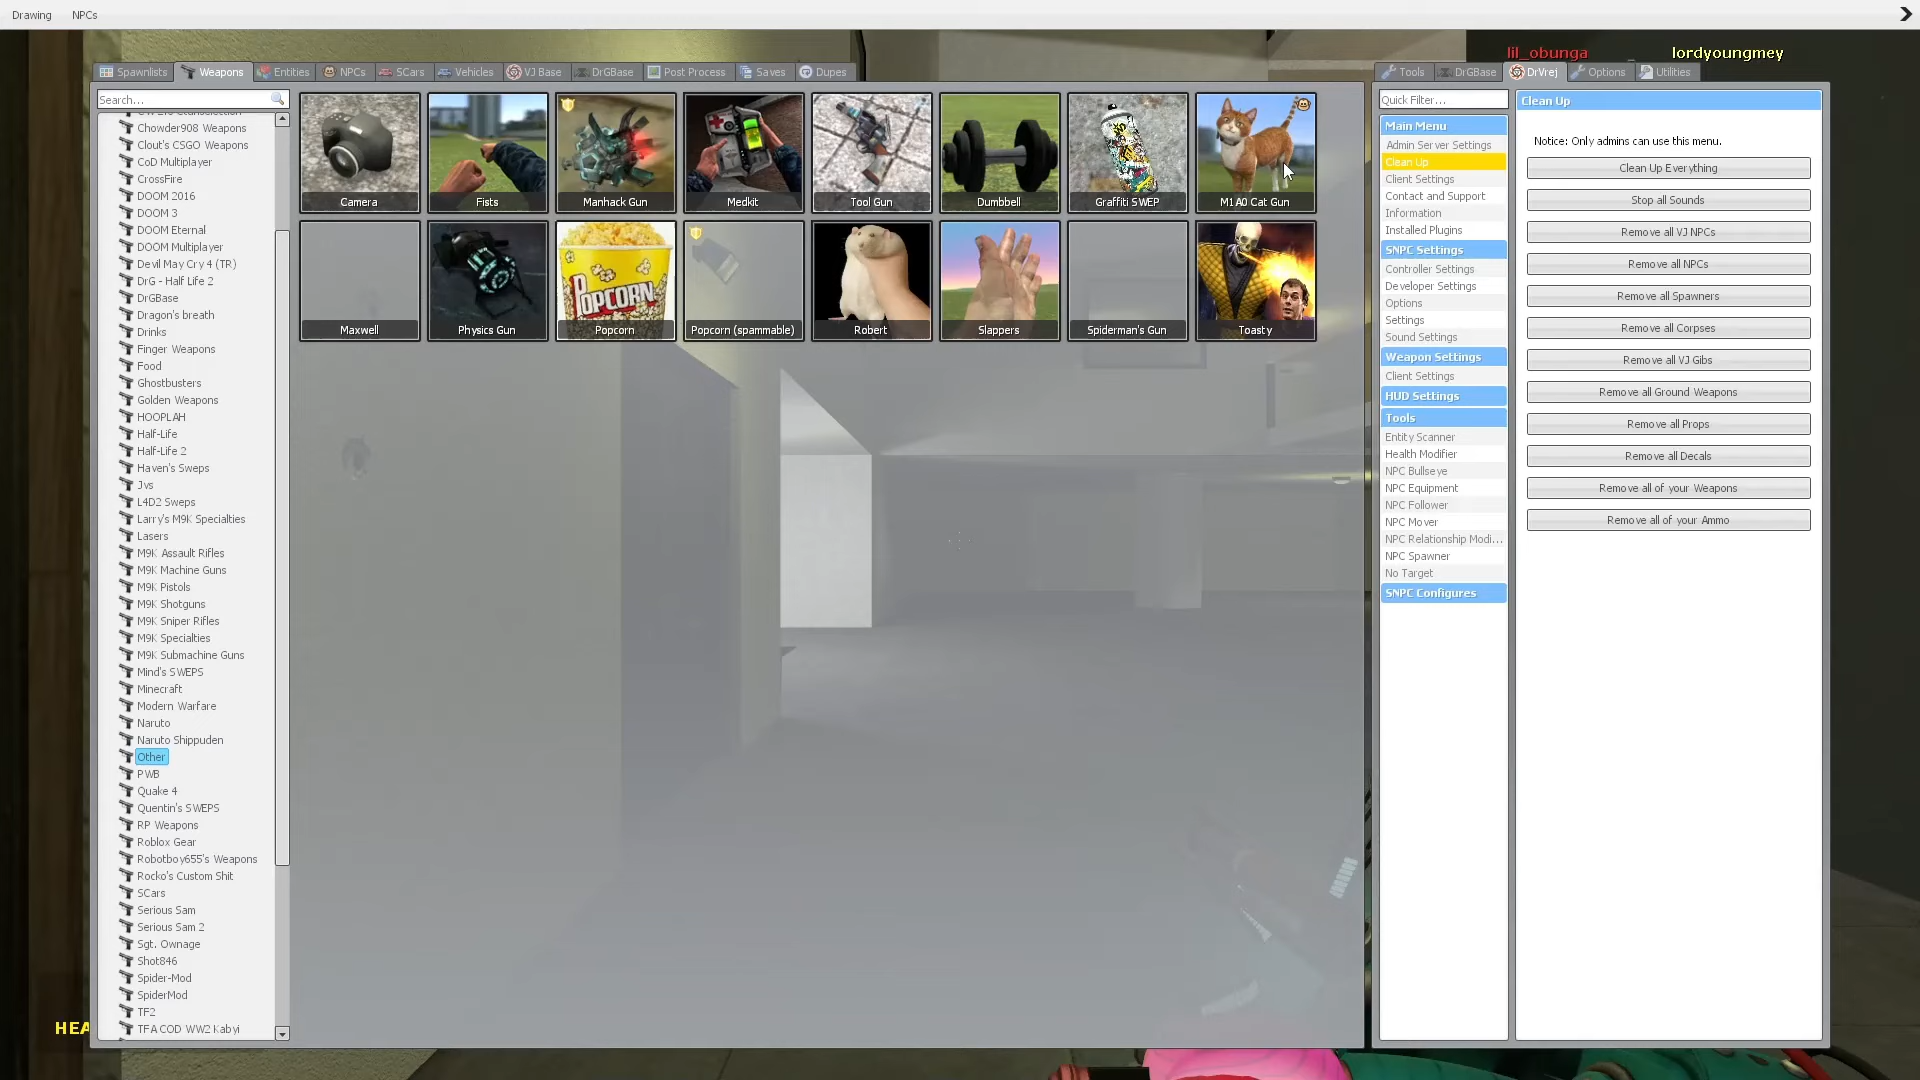 Drawing
NPCs
lil_obunga
lordyoungmey
Spawnlists
Weapons
Entities
NPCs
SCars
Vehicles
VJ Base
DrGBase
Post Process
Saves
Dupes
Tools
DrGBase
DrVrej
Options
Utilities
Search...
Chowder908 Weapons
Clout's CSGO Weapons
CoD Multiplayer
CrossFire
DOOM 2016
DOOM 3
DOOM Eternal
DOOM Multiplayer
Devil May Cry 4 (TR)
DrG - Half Life 2
DrGBase
Dragon's breath
Drinks
Finger Weapons
Food
Ghostbusters
Golden Weapons
HOOPLAH
Half-Life
Half-Life 2
Haven's Sweps
Jvs
L4D2 Sweps
Larry's M9K Specialties
Lasers
M9K Assault Rifles
M9K Machine Guns
M9K Pistols
M9K Shotguns
M9K Sniper Rifles
M9K Specialties
M9K Submachine Guns
Mind's SWEPS
Minecraft
Modern Warfare
Naruto
Naruto Shippuden
Other
PWB
Quake 4
Quentin's SWEPS
RP Weapons
Roblox Gear
Robotboy655's Weapons
Rocko's Custom Shit
SCars
Serious Sam
Serious Sam 2
Sgt. Ownage
Shot846
Spider-Mod
SpiderMod
TF2
TFA COD WW2 Kabyi
Camera
Fists
Manhack Gun
Medkit
Tool Gun
Dumbbell
Graffiti SWEP
M1A0 Cat Gun
Maxwell
Physics Gun
POPCORN
Popcorn
Popcorn (spammable)
Robert
Slappers
Spiderman's Gun
Toasty
Quick Filter...
Main Menu
Admin Server Settings
Clean Up
Client Settings
Contact and Support
Information
Installed Plugins
SNPC Settings
Controller Settings
Developer Settings
Options
Settings
Sound Settings
Weapon Settings
Client Settings
HUD Settings
Tools
Entity Scanner
Health Modifier
NPC Bullseye
NPC Equipment
NPC Follower
NPC Mover
NPC Relationship Modi...
NPC Spawner
No Target
SNPC Configures
Clean Up
Notice: Only admins can use this menu.
Clean Up Everything
Stop all Sounds
Remove all VJ NPCs
Remove all NPCs
Remove all Spawners
Remove all Corpses
Remove all VJ Gibs
Remove all Ground Weapons
Remove all Props
Remove all Decals
Remove all of your Weapons
Remove all of your Ammo
HEA